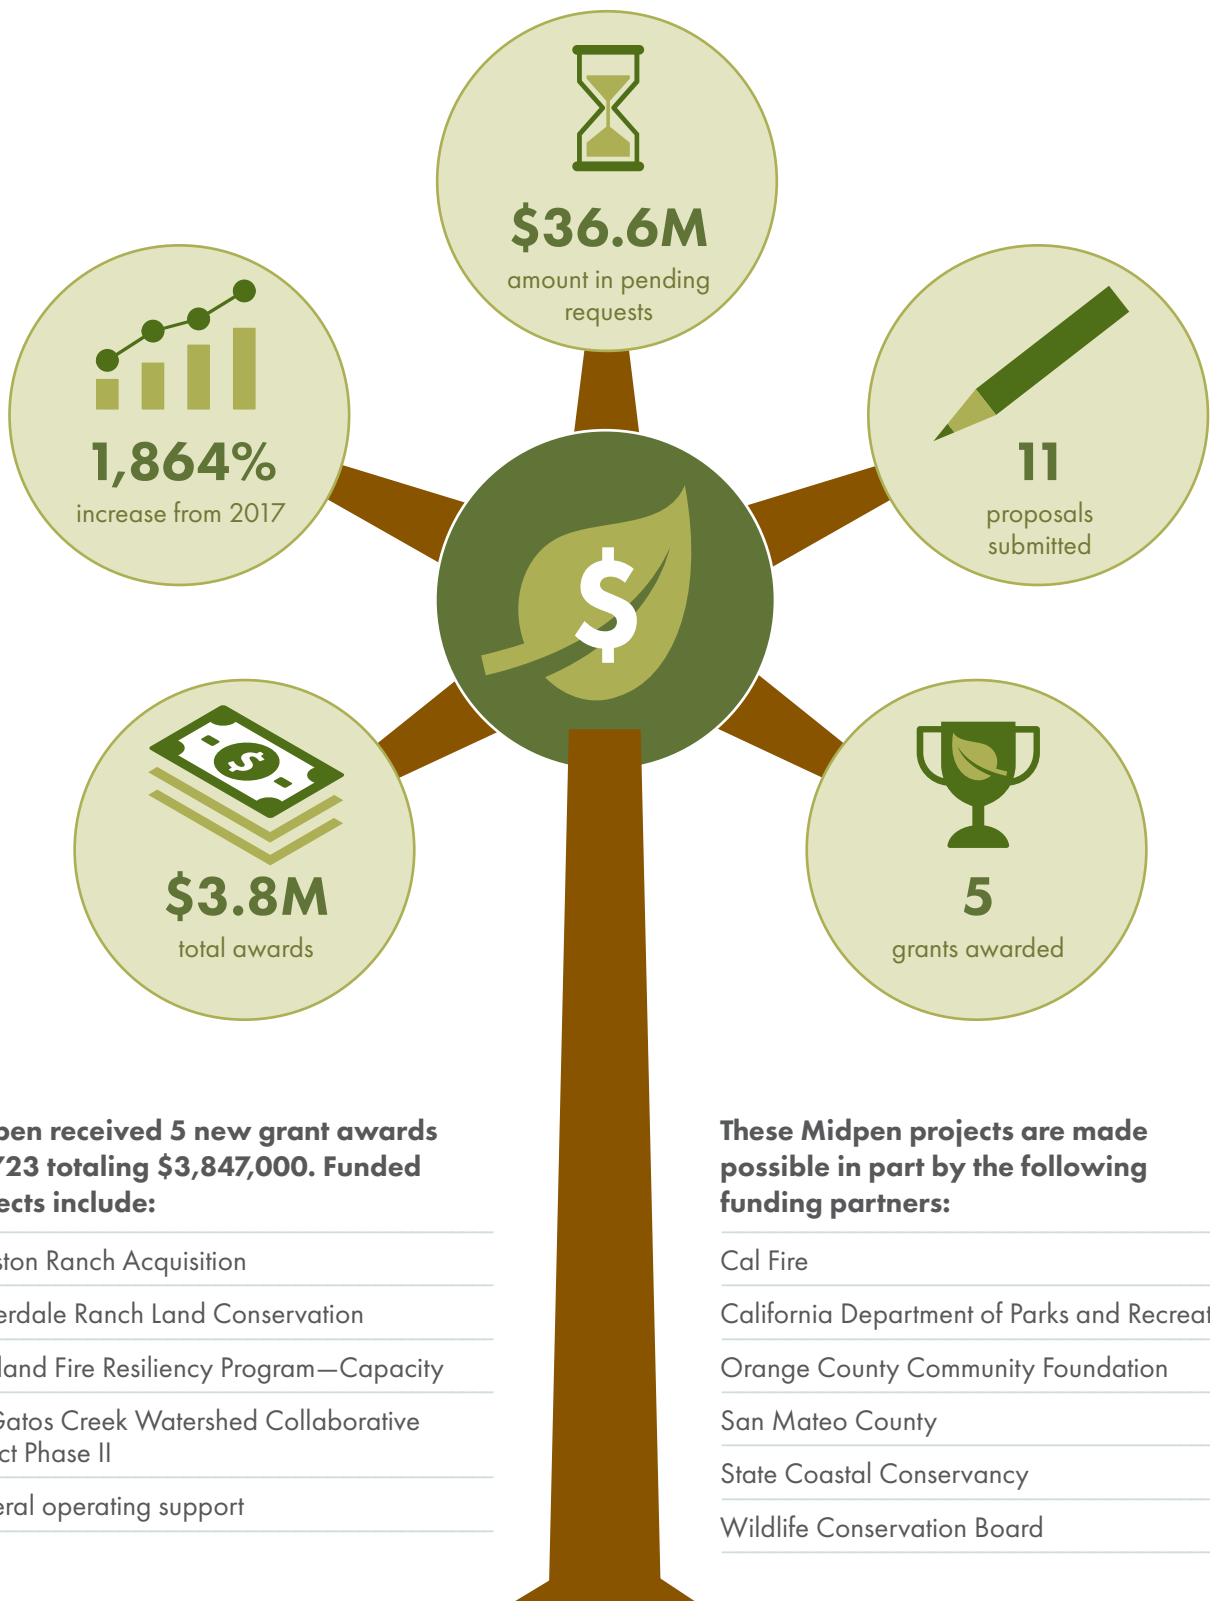 $36.6M
amount in pending
requests
1,864%
increase from 2017
11
proposals
submitted
$
$3.8M
total awards
5
grants awarded
pen received 5 new grant awards
/23 totaling $3,847,000. Funded
ects include:
ston Ranch Acquisition
erdale Ranch Land Conservation
land Fire Resiliency Program—Capacity
Gatos Creek Watershed Collaborative
ct Phase II
eral operating support
These Midpen projects are made
possible in part by the following
funding partners:
Cal Fire
California Department of Parks and Recreat
Orange County Community Foundation
San Mateo County
State Coastal Conservancy
Wildlife Conservation Board